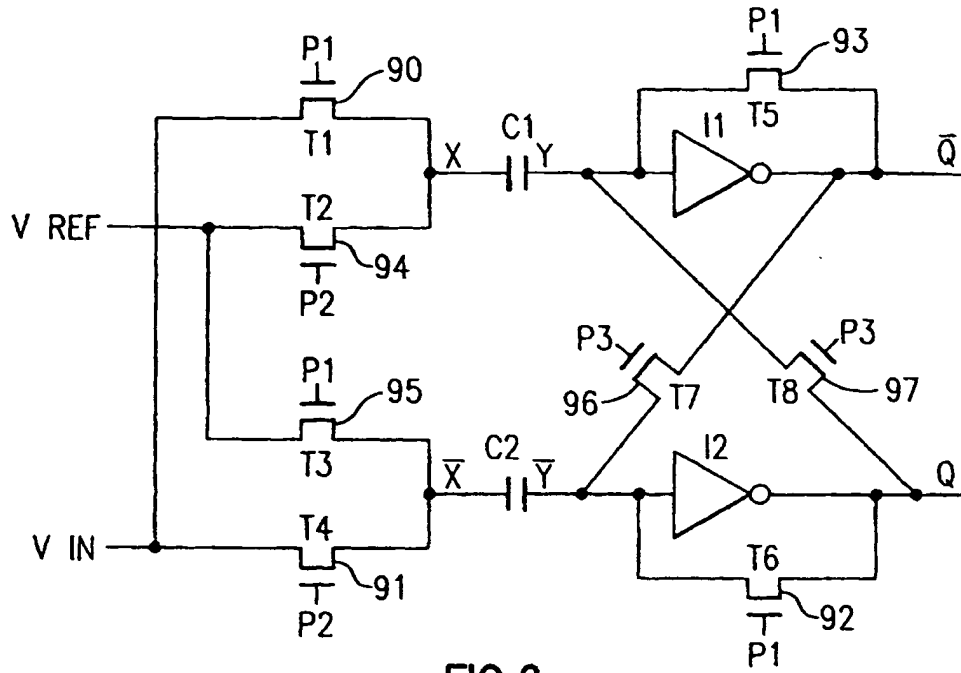 P1
90
T1
P1
93
T5
C1
I1
X
Y
Q̅
V REF
T2
94
P2
P3
96
T7
P3
T8
97
P1
95
T3
C2
I2
X̅
Y̅
Q
V IN
T4
91
P2
T6
92
P1